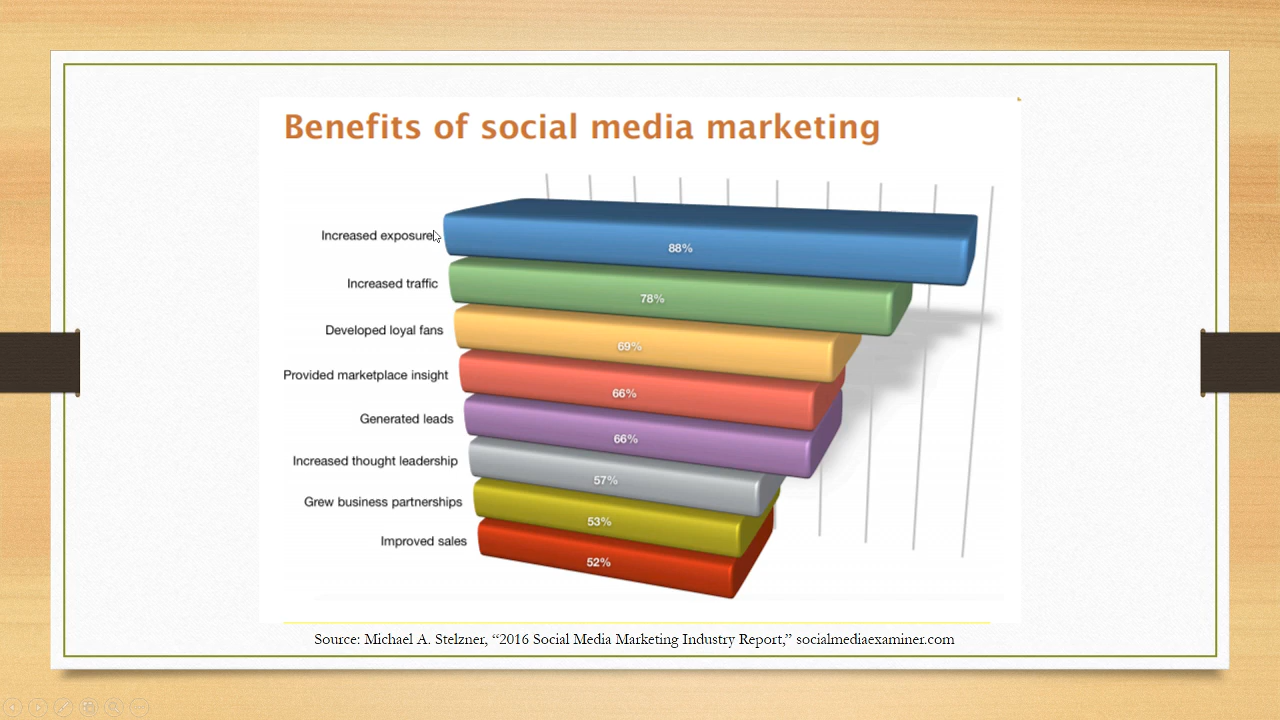 Benefits of social media marketing
Increased exposure
88%
Increased traffic
78%
Developed loyal fans
69%
Provided marketplace insight
66%
Generated leads
66%
Increased thought leadership
57%
Grew business partnerships
53%
Improved sales
52%
Source: Michael A. Stelzner, “2016 Social Media Marketing Industry Report,” socialmediaexaminer.com